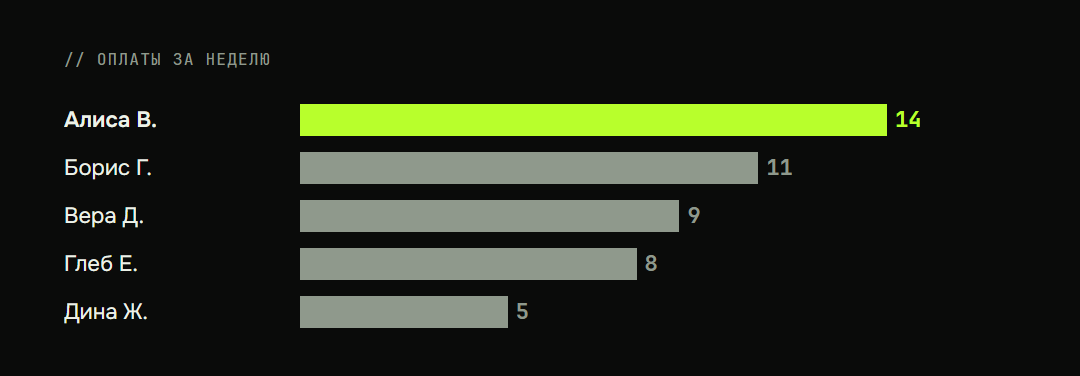 // ОПЛАТЫ ЗА НЕДЕЛЮ
Алиса В. 14
Борис Г. 11
Вера Д. 9
Глеб Е. 8
Дина Ж. 5